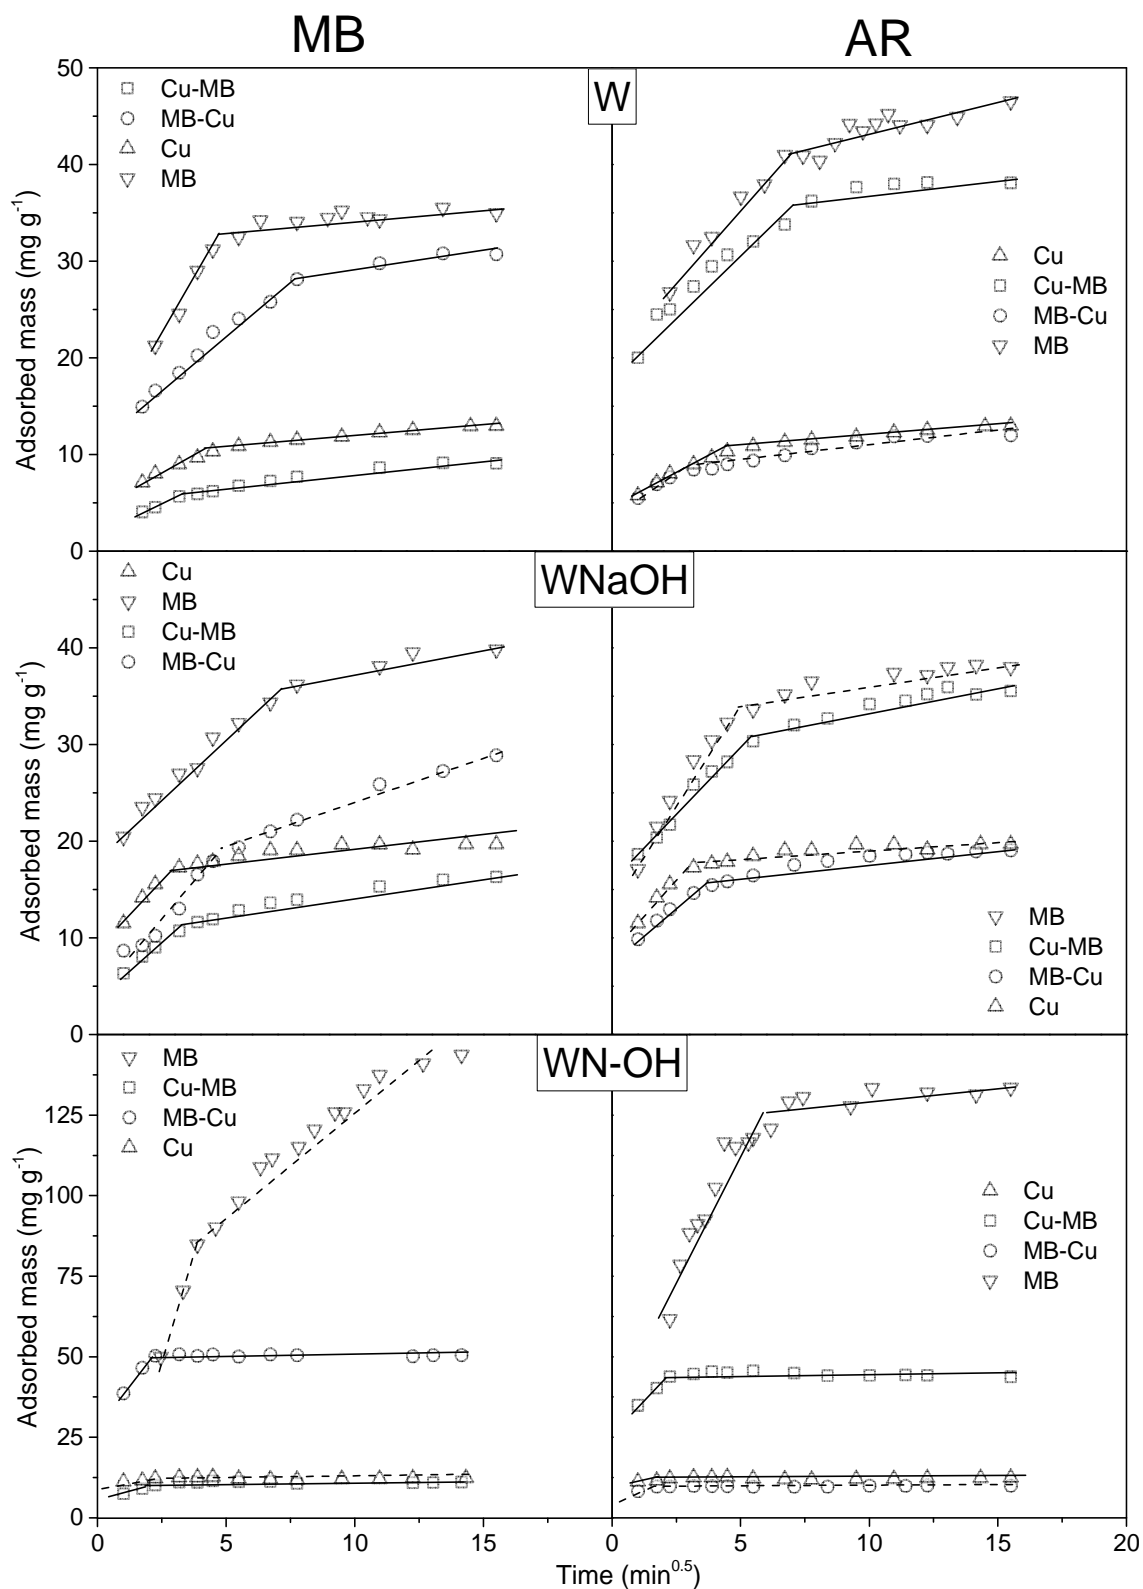 MB AR
W
50
40
30
20
10
0
Adsorbed mass (mg g⁻¹)
Cu-MB
MB-Cu
Cu
MB
Cu
Cu-MB
MB-Cu
MB
WNaOH
40
30
20
10
0
Adsorbed mass (mg g⁻¹)
Cu
MB
Cu-MB
MB-Cu
MB
Cu-MB
MB-Cu
Cu
WN-OH
125
100
75
50
25
0
Adsorbed mass (mg g⁻¹)
MB
Cu-MB
MB-Cu
Cu
Cu
Cu-MB
MB-Cu
MB
0 5 10 15 0 5 10 15 20
Time (min⁰·⁵)